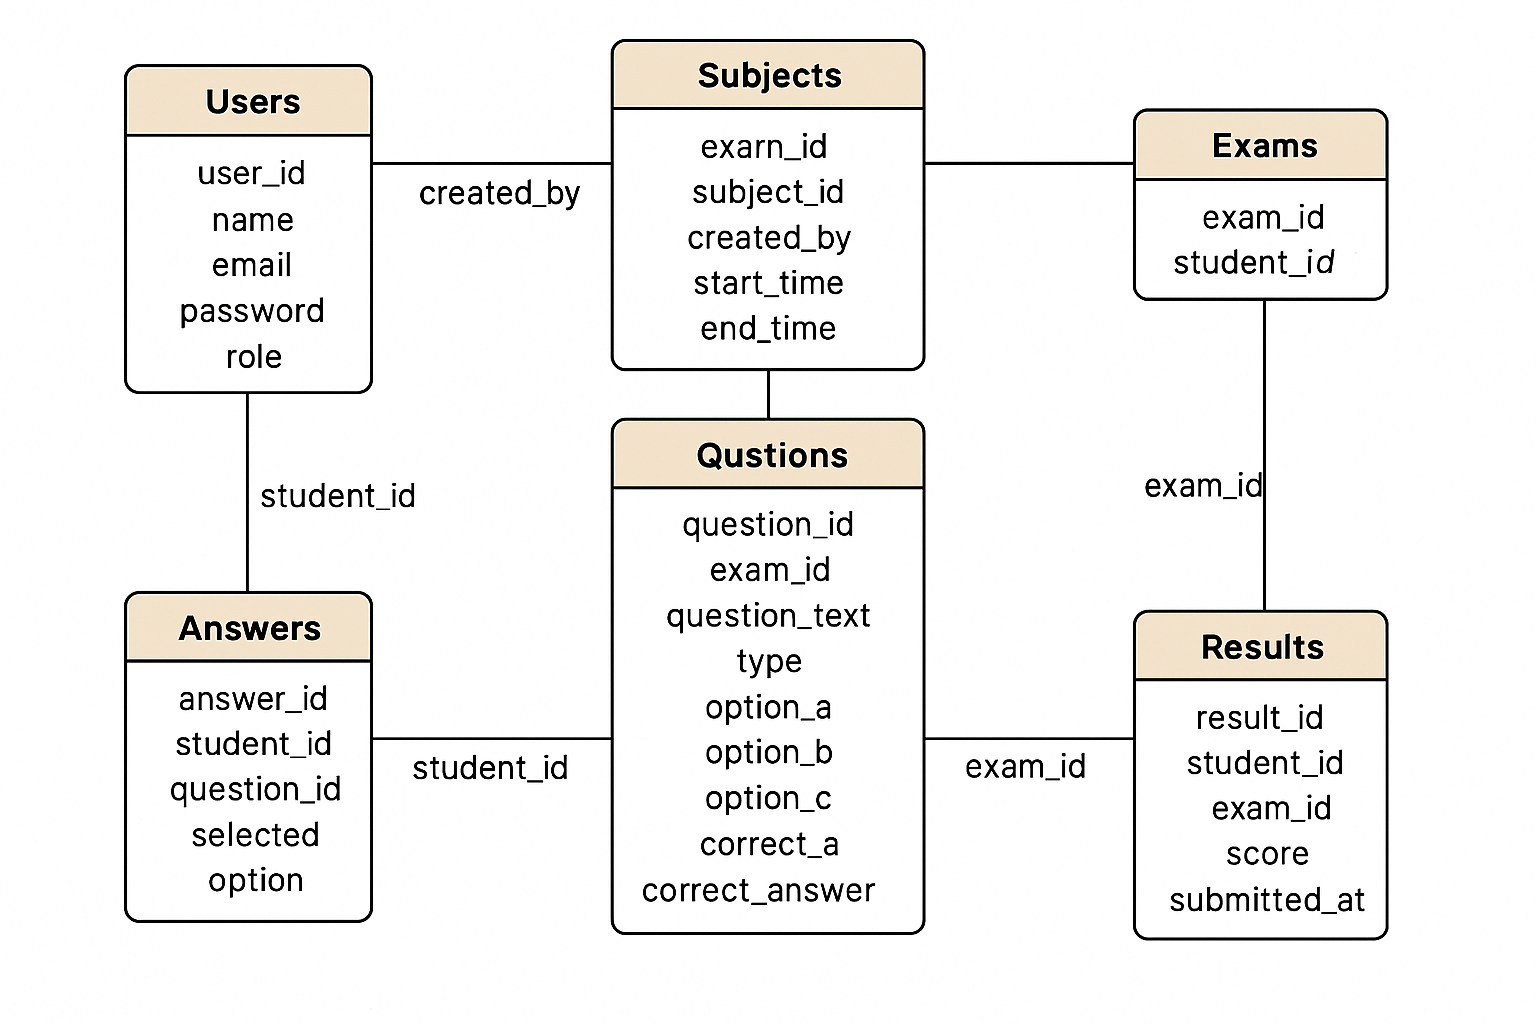 Users
user_id
name
email
password
role
created_by
Subjects
exarn_id
subject_id
created_by
start_time
end_time
Exams
exam_id
student_id
student_id
exam_id
Qustions
question_id
exam_id
question_text
type
option_a
option_b
option_c
correct_a
correct_answer
Answers
answer_id
student_id
question_id
selected
option
student_id
exam_id
Results
result_id
student_id
exam_id
score
submitted_at